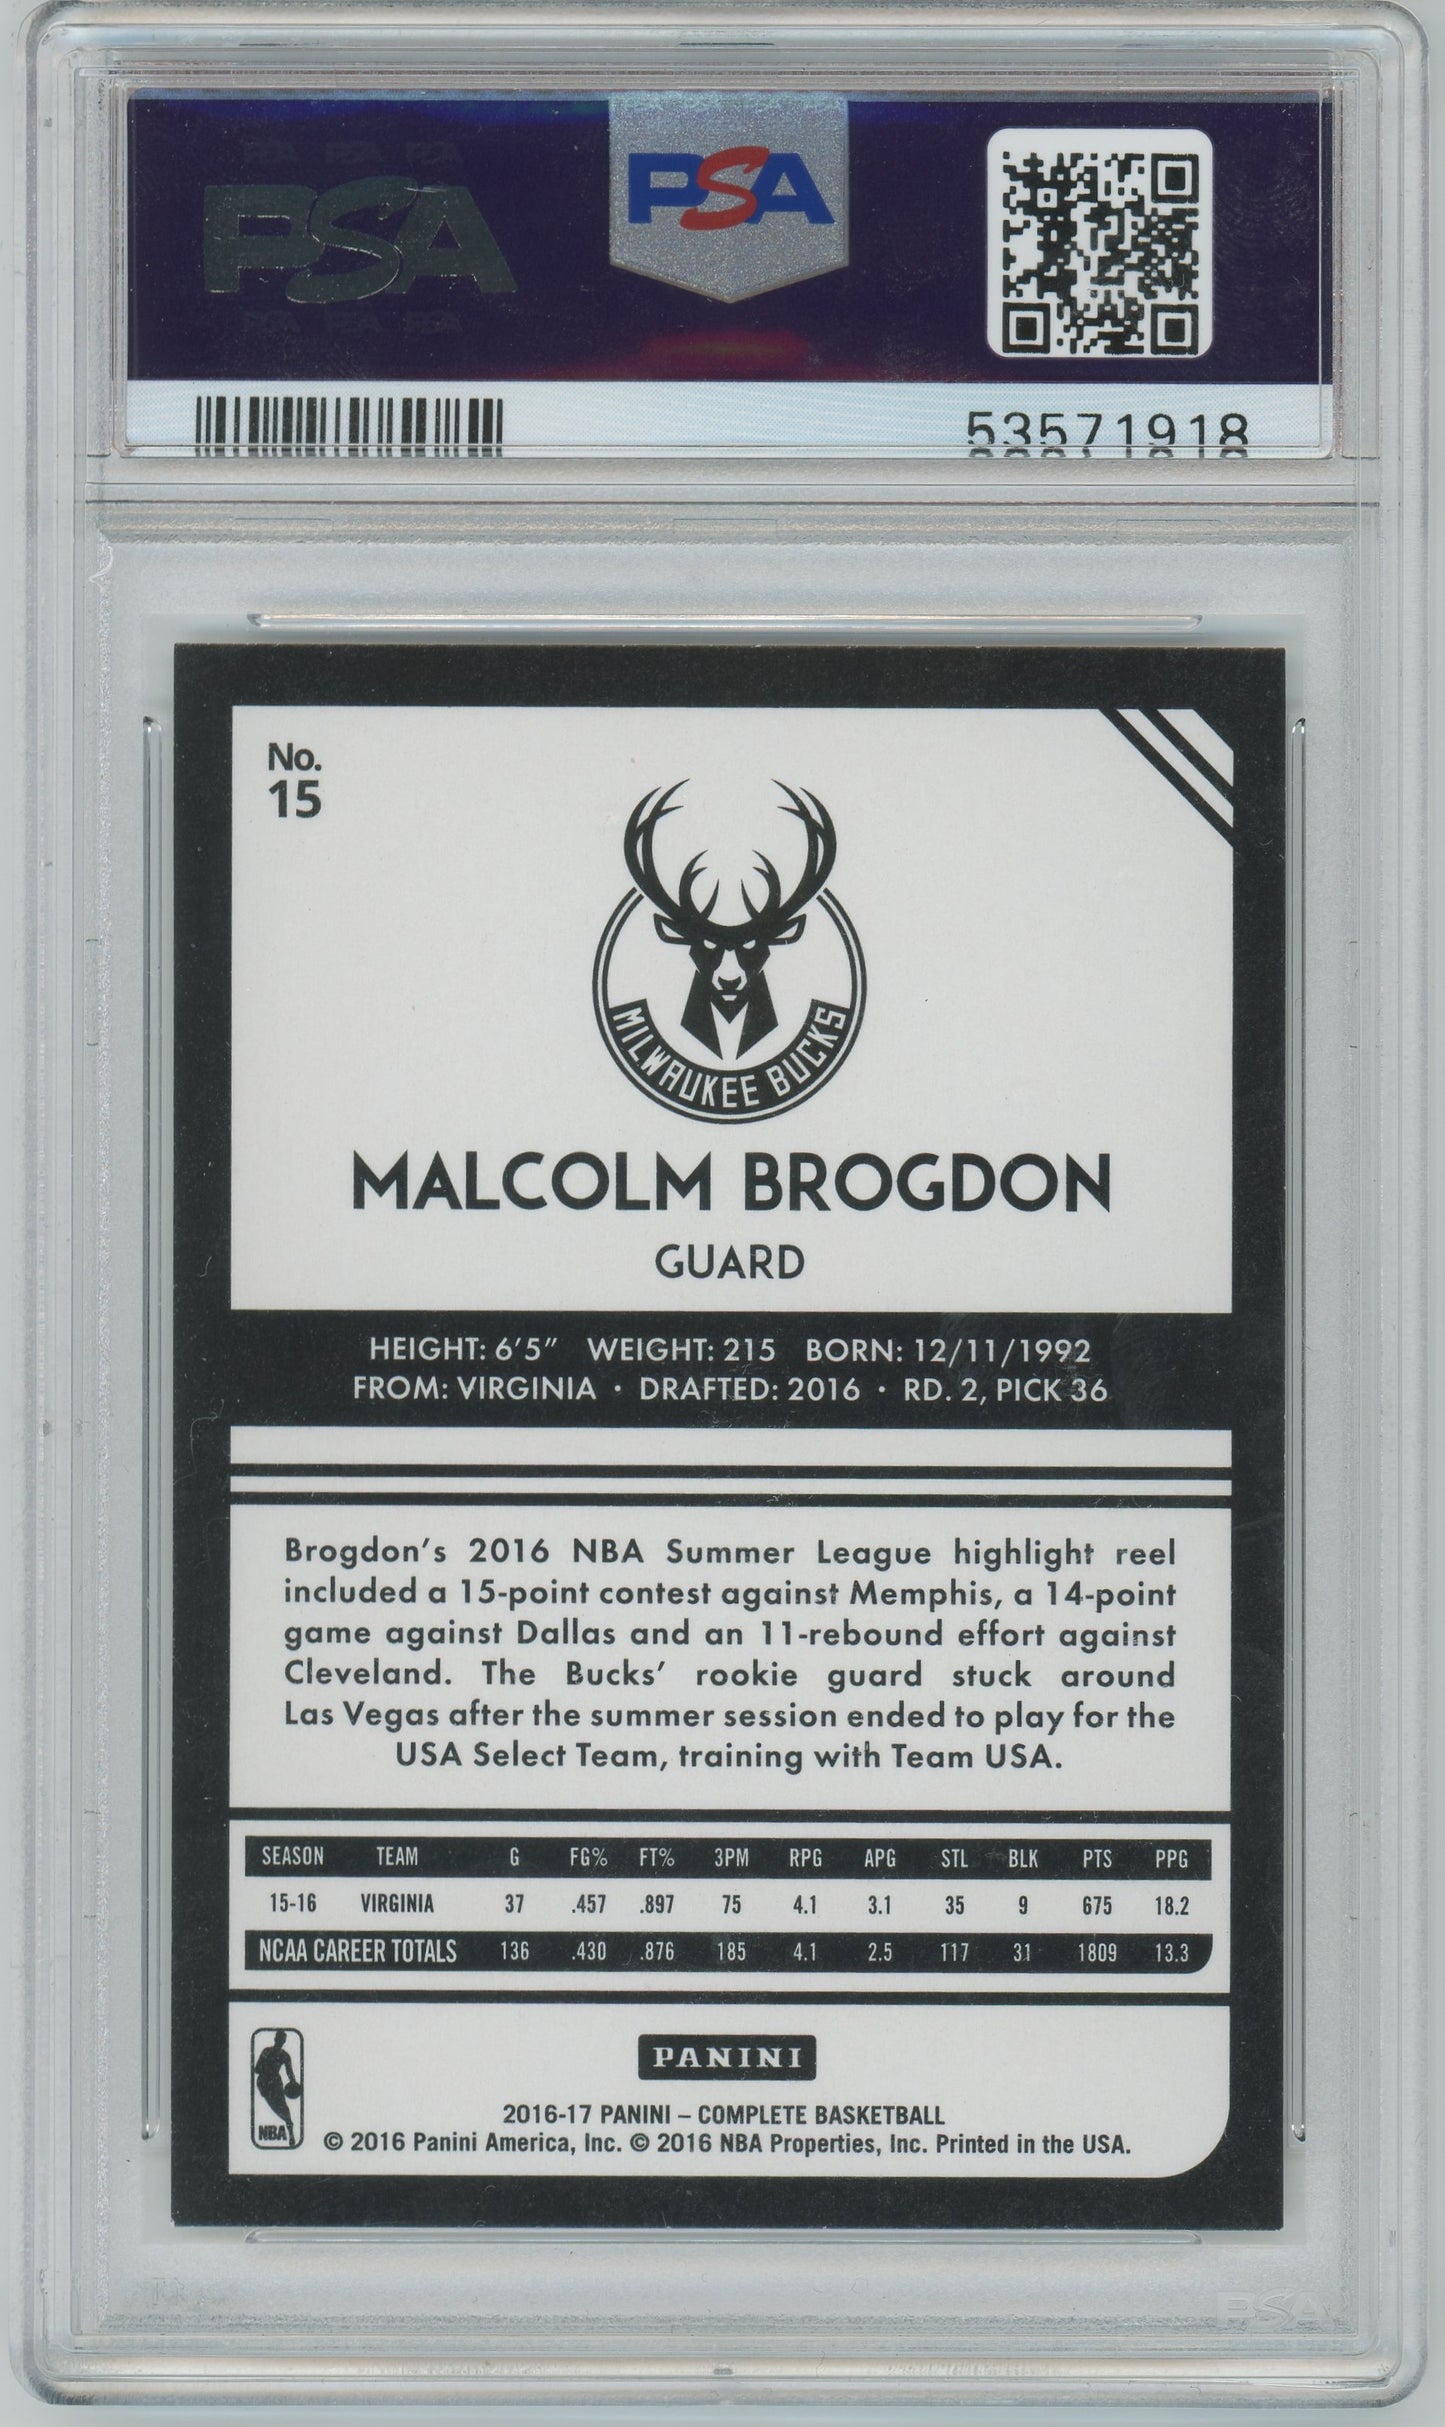 PSA
PSA
53571918
No.
15
MILWAUKEE BUCKS
MALCOLM BROGDON
GUARD
HEIGHT: 6'5" WEIGHT: 215 BORN: 12/11/1992
FROM: VIRGINIA • DRAFTED: 2016 • RD. 2, PICK 36
Brogdon's 2016 NBA Summer League highlight reel
included a 15-point contest against Memphis, a 14-point
game against Dallas and an 11-rebound effort against
Cleveland. The Bucks' rookie guard stuck around
Las Vegas after the summer session ended to play for the
USA Select Team, training with Team USA.
SEASON TEAM G FG% FT% 3PM RPG APG STL BLK PTS PPG
15-16 VIRGINIA 37 .457 .897 75 4.1 3.1 35 9 675 18.2
NCAA CAREER TOTALS 136 .430 .876 185 4.1 2.5 117 31 1809 13.3
PANINI
NBA
2016-17 PANINI – COMPLETE BASKETBALL
© 2016 Panini America, Inc. © 2016 NBA Properties, Inc. Printed in the USA.
PSA